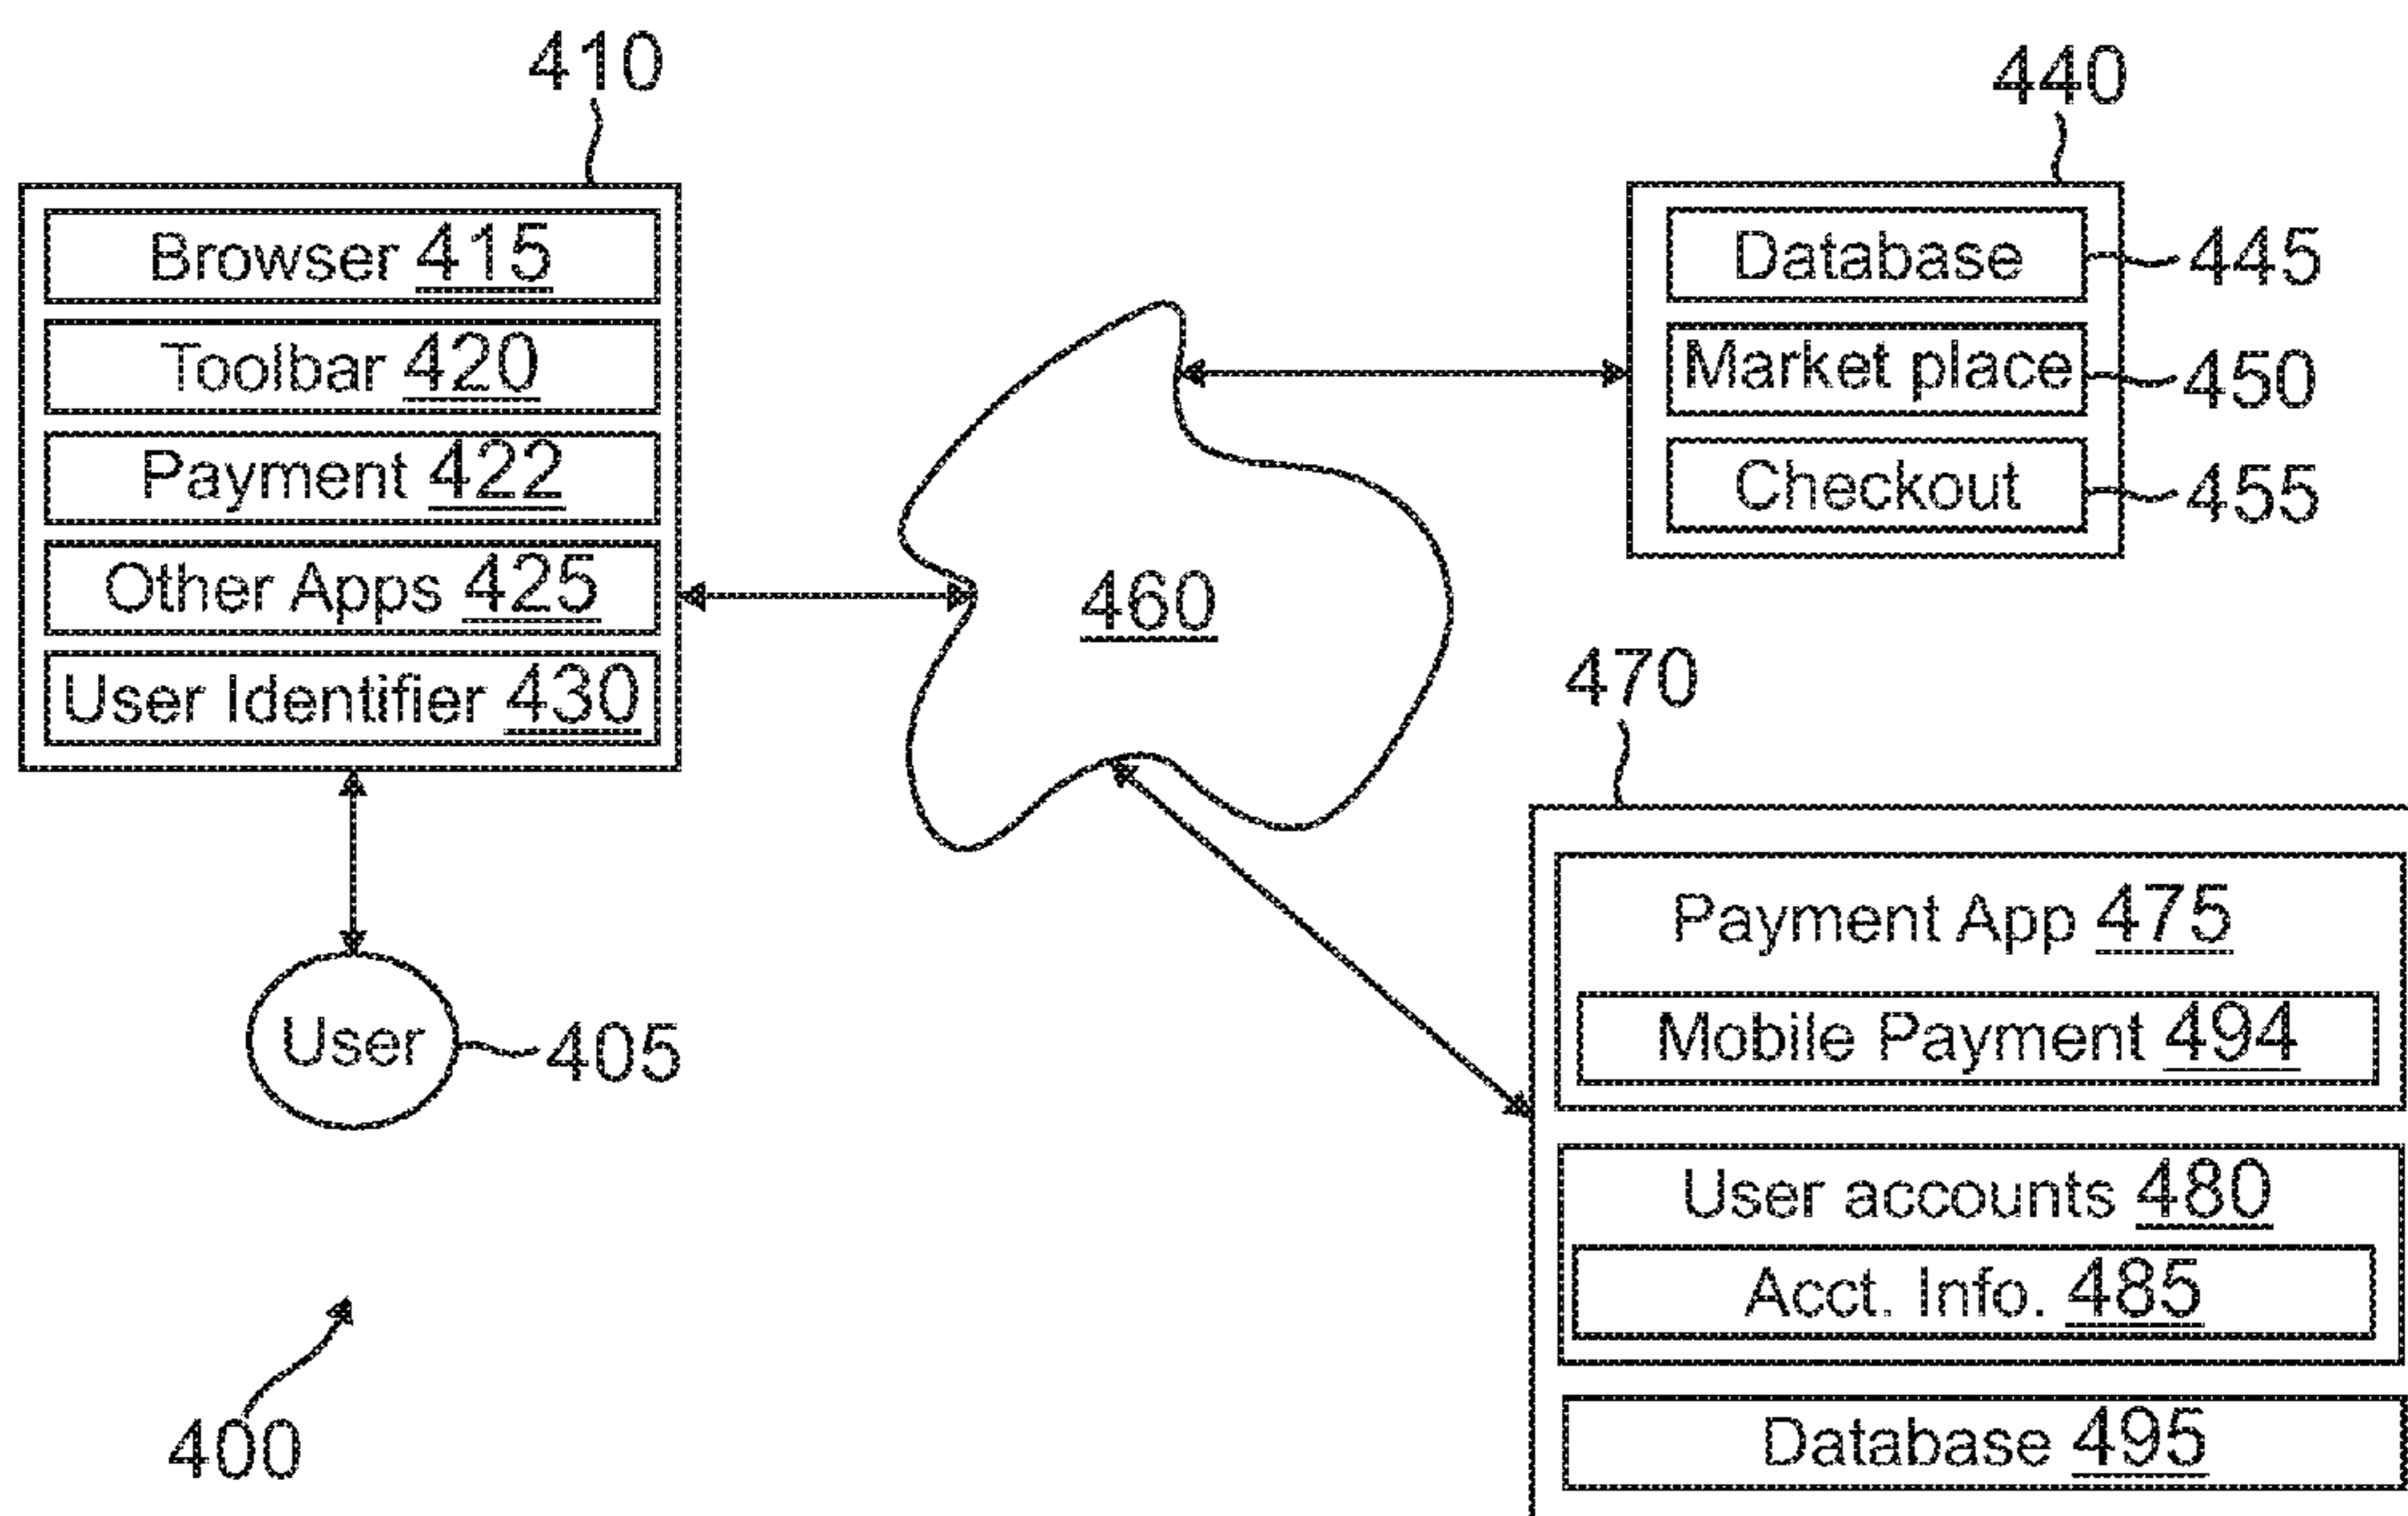 410
Browser 415
Toolbar 420
Payment 422
Other Apps 425
User Identifier 430
User
405
400
460
440
Database
445
Market place
450
Checkout
455
470
Payment App 475
Mobile Payment 494
User accounts 480
Acct. Info. 485
Database 495